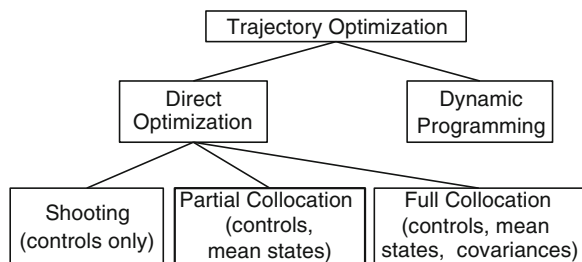 Trajectory Optimization
Direct
Optimization
Dynamic
Programming
Shooting
(controls only)
Partial Collocation
(controls,
mean states)
Full Collocation
(controls, mean
states, covariances)